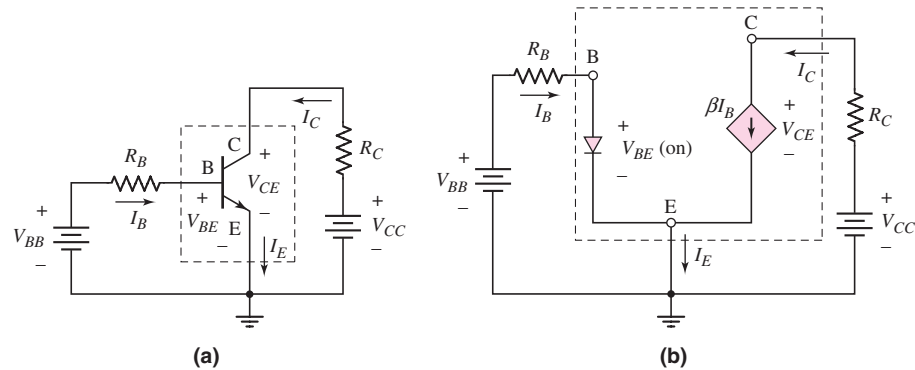 C
R_B
B
I_B
+
V_BE
−
E
+
V_CE
−
I_C
R_C
I_E
+
V_BB
−
+
V_CC
−
(a)
R_B
B
I_B
+
V_BE (on)
−
C
I_C
βI_B
+
V_CE
−
R_C
E
I_E
+
V_BB
−
+
V_CC
−
(b)